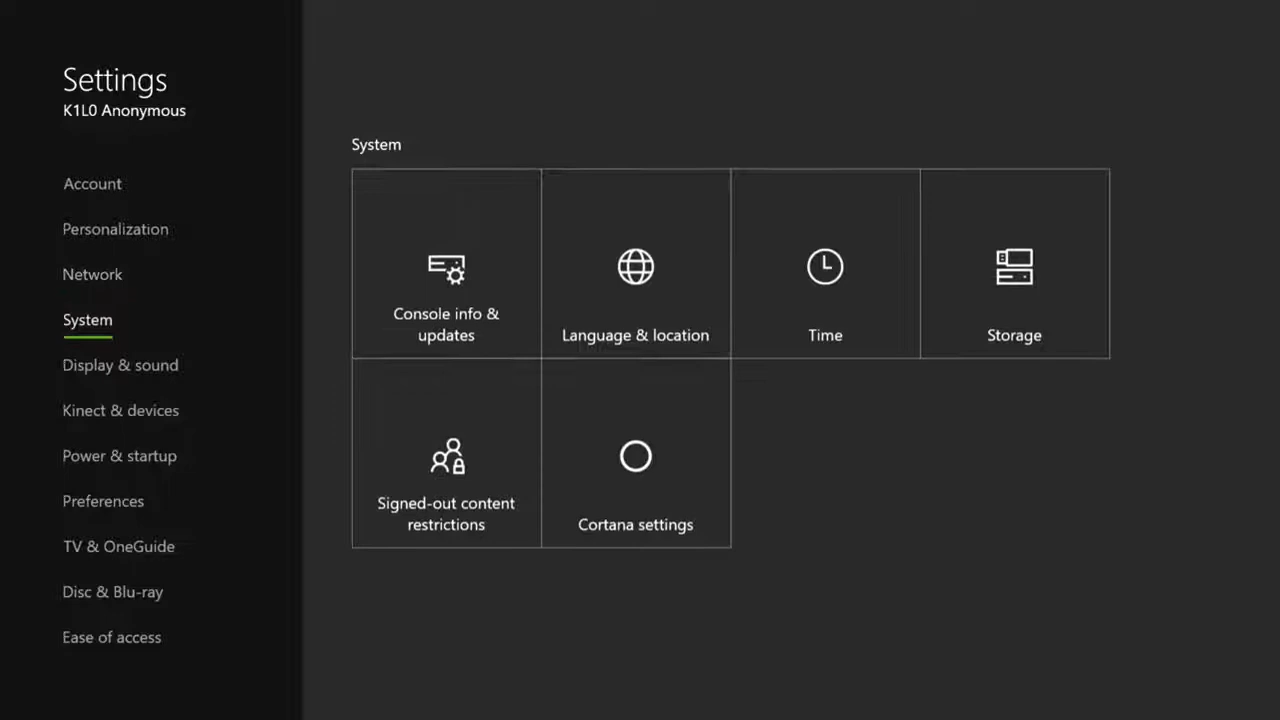 Settings
K1L0 Anonymous
Account
Personalization
Network
System
Display & sound
Kinect & devices
Power & startup
Preferences
TV & OneGuide
Disc & Blu-ray
Ease of access
System
Console info &
updates
Language & location
Time
Storage
Signed-out content
restrictions
Cortana settings